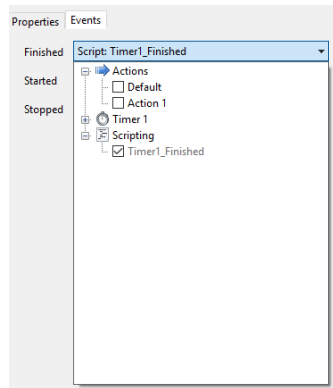 Properties Events
Finished Script: Timer1_Finished
Actions
Started
Default
Action 1
Stopped
Timer 1
Scripting
Timer1_Finished